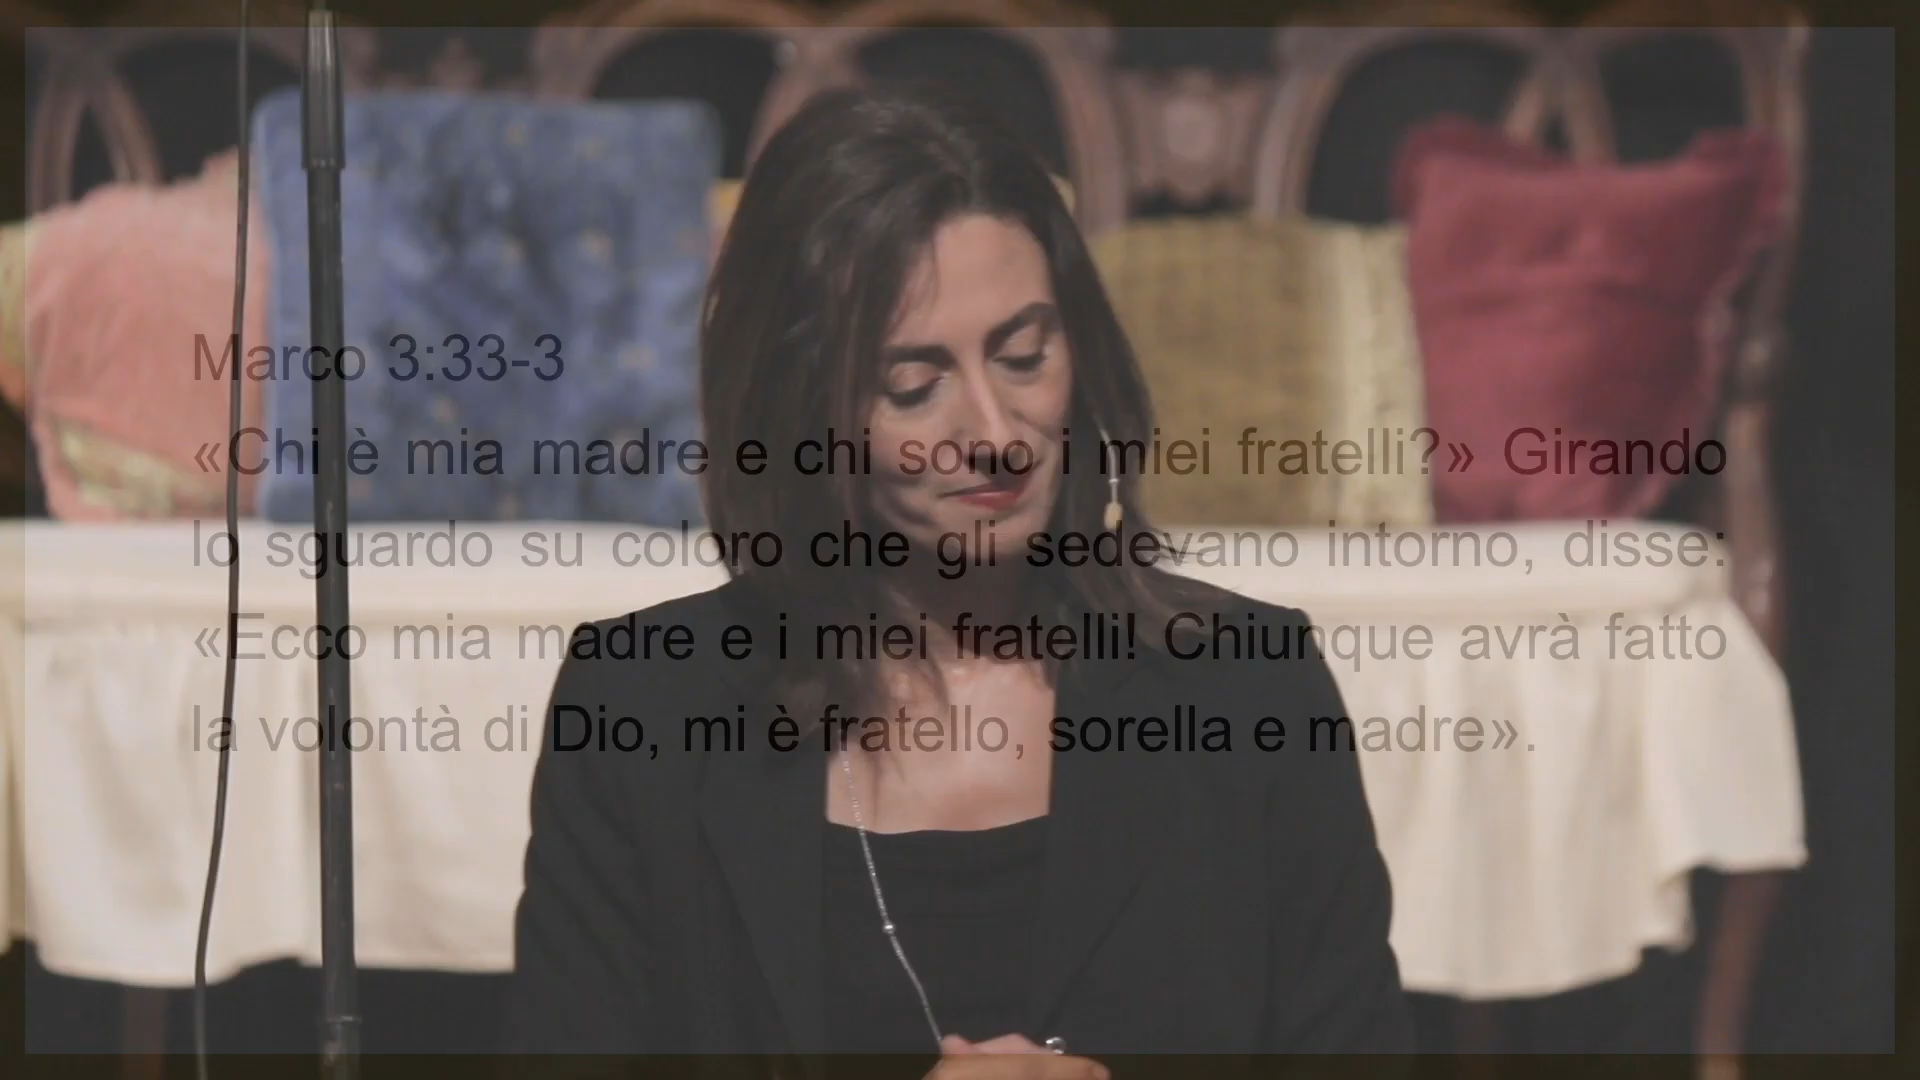 Marco 3:33-3
«Chi è mia madre e chi sono i miei fratelli?» Girando
lo sguardo su coloro che gli sedevano intorno, disse:
«Ecco mia madre e i miei fratelli! Chiunque avrà fatto
la volontà di Dio, mi è fratello, sorella e madre».